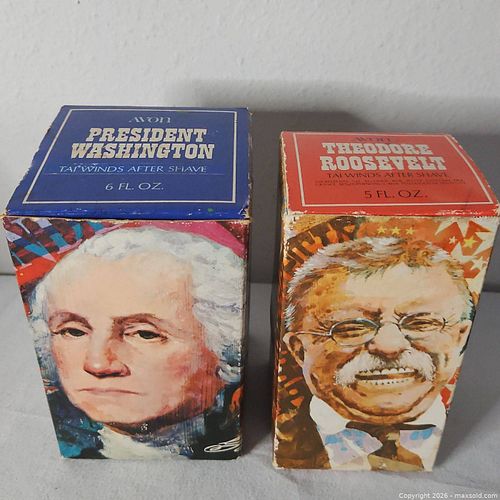 AVON
PRESIDENT
WASHINGTON
TAI WINDS AFTER SHAVE
6 FL. OZ.
AVON
THEODORE
ROOSEVELT
TAI WINDS AFTER SHAVE
5 FL. OZ.
Copyright 2026 - maxsold.com